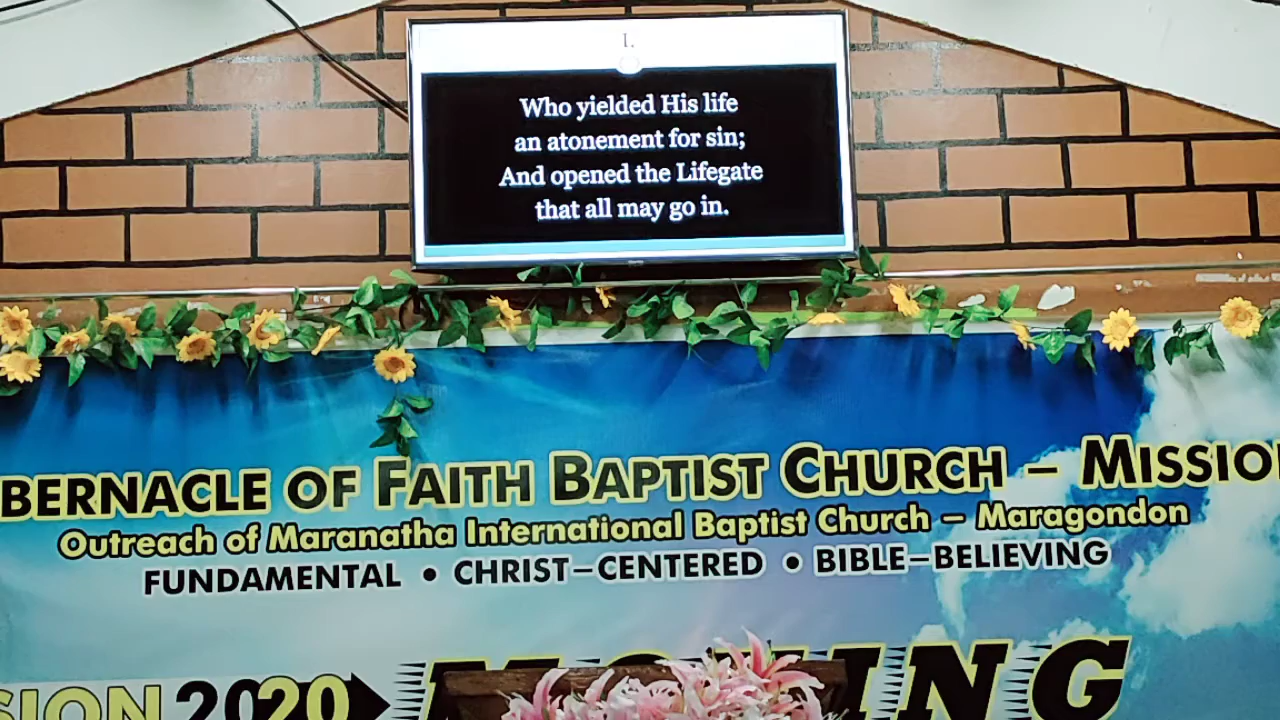 I.
Who yielded His life
an atonement for sin;
And opened the Lifegate
that all may go in.
BERNACLE OF FAITH BAPTIST CHURCH – MISSIO
Outreach of Maranatha International Baptist Church – Maragondon
FUNDAMENTAL • CHRIST–CENTERED • BIBLE–BELIEVING
SION 2020